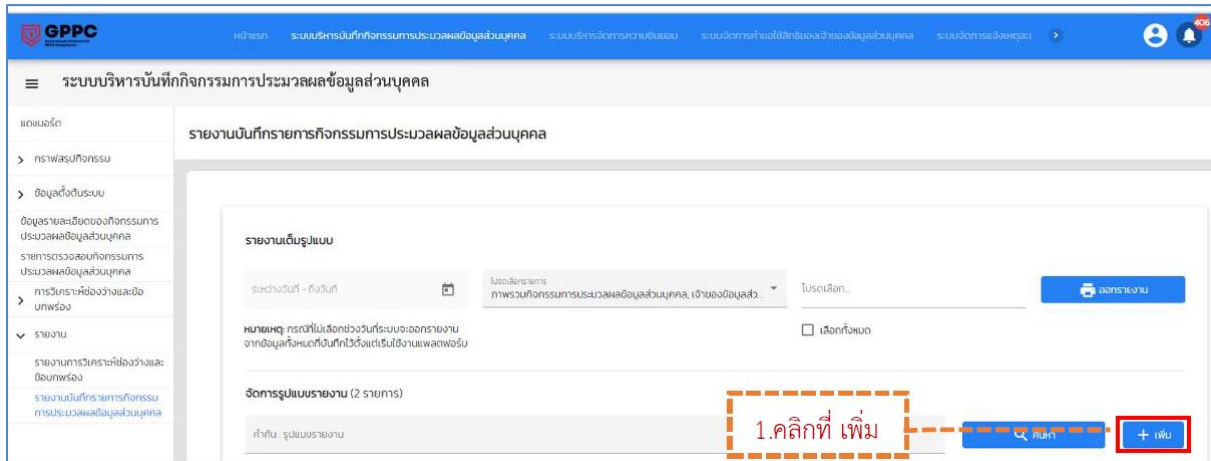 GPPC
หน้าแรก ระบบบริหารบันทึกกิจกรรมการประมวลผลข้อมูลส่วนบุคคล ระบบบริหารจัดการความยินยอม ระบบจัดการคำขอใช้สิทธิของเจ้าของข้อมูลส่วนบุคคล ระบบจัดการแจ้งเหตุละเ
406
ระบบบริหารบันทึกกิจกรรมการประมวลผลข้อมูลส่วนบุคคล
แดชบอร์ด
กราฟสรุปกิจกรรม
ข้อมูลตั้งต้นระบบ
ข้อมูลรายละเอียดของกิจกรรมการ
ประมวลผลข้อมูลส่วนบุคคล
รายการตรวจสอบกิจกรรมการ
ประมวลผลข้อมูลส่วนบุคคล
การวิเคราะห์ช่องว่างและข้อ
บกพร่อง
รายงาน
รายงานการวิเคราะห์ช่องว่างและ
ข้อบกพร่อง
รายงานบันทึกรายการกิจกรรม
การประมวลผลข้อมูลส่วนบุคคล
รายงานบันทึกรายการกิจกรรมการประมวลผลข้อมูลส่วนบุคคล
รายงานเต็มรูปแบบ
ระหว่างวันที่ - ถึงวันที่
โปรดเลือกรายการ
ภาพรวมกิจกรรมการประมวลผลข้อมูลส่วนบุคคล, เจ้าของข้อมูลส่ว...
โปรดเลือก...
ออกรายงาน
หมายเหตุ: กรณีที่ไม่เลือกช่วงวันที่ระบบจะออกรายงาน
จากข้อมูลทั้งหมดที่บันทึกไว้ตั้งแต่เริ่มใช้งานแพลตฟอร์ม
เลือกทั้งหมด
จัดการรูปแบบรายงาน (2 รายการ)
คำค้น : รูปแบบรายงาน
1.คลิกที่ เพิ่ม
ค้นหา
+ เพิ่ม